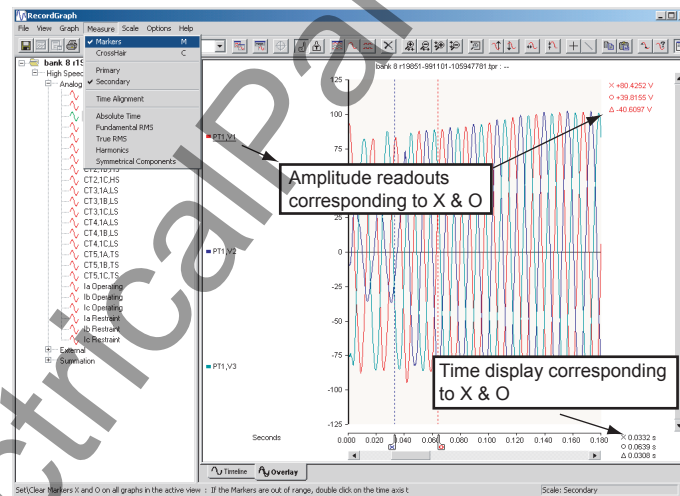 RecordGraph
File View Graph Measure Scale Options Help
Markers M
CrossHair C
Primary
Secondary
Time Alignment
Absolute Time
Fundamental RMS
True RMS
Harmonics
Symmetrical Components
bank 8 r19
High Speed
Analog
CT2,1C,HS
CT3,1A,LS
CT3,1B,LS
CT3,1C,LS
CT4,1A,LS
CT4,1B,LS
CT4,1C,LS
CT5,1A,TS
CT5,1B,TS
CT5,1C,TS
Ia Operating
Ib Operating
Ic Operating
Ia Restraint
Ib Restraint
Ic Restraint
External
Summation
bank 8 r19851-991101-105947781.tpr : --
125
100
75
25
0
-25
-50
-75
-100
-125
PT1,V1
PT1,V2
PT1,V3
X +80.4252 V
O +39.8155 V
Δ -40.6097 V
Amplitude readouts
corresponding to X & O
Time display corresponding
to X & O
Seconds
0.000 0.020 0.040 0.060 0.080 0.100 0.120 0.140 0.160 0.180
X 0.0332 s
O 0.0639 s
Δ 0.0308 s
Timeline Overlay
Set\Clear Markers X and O on all graphs in the active view : If the Markers are out of range, double click on the time axis t
Scale: Secondary